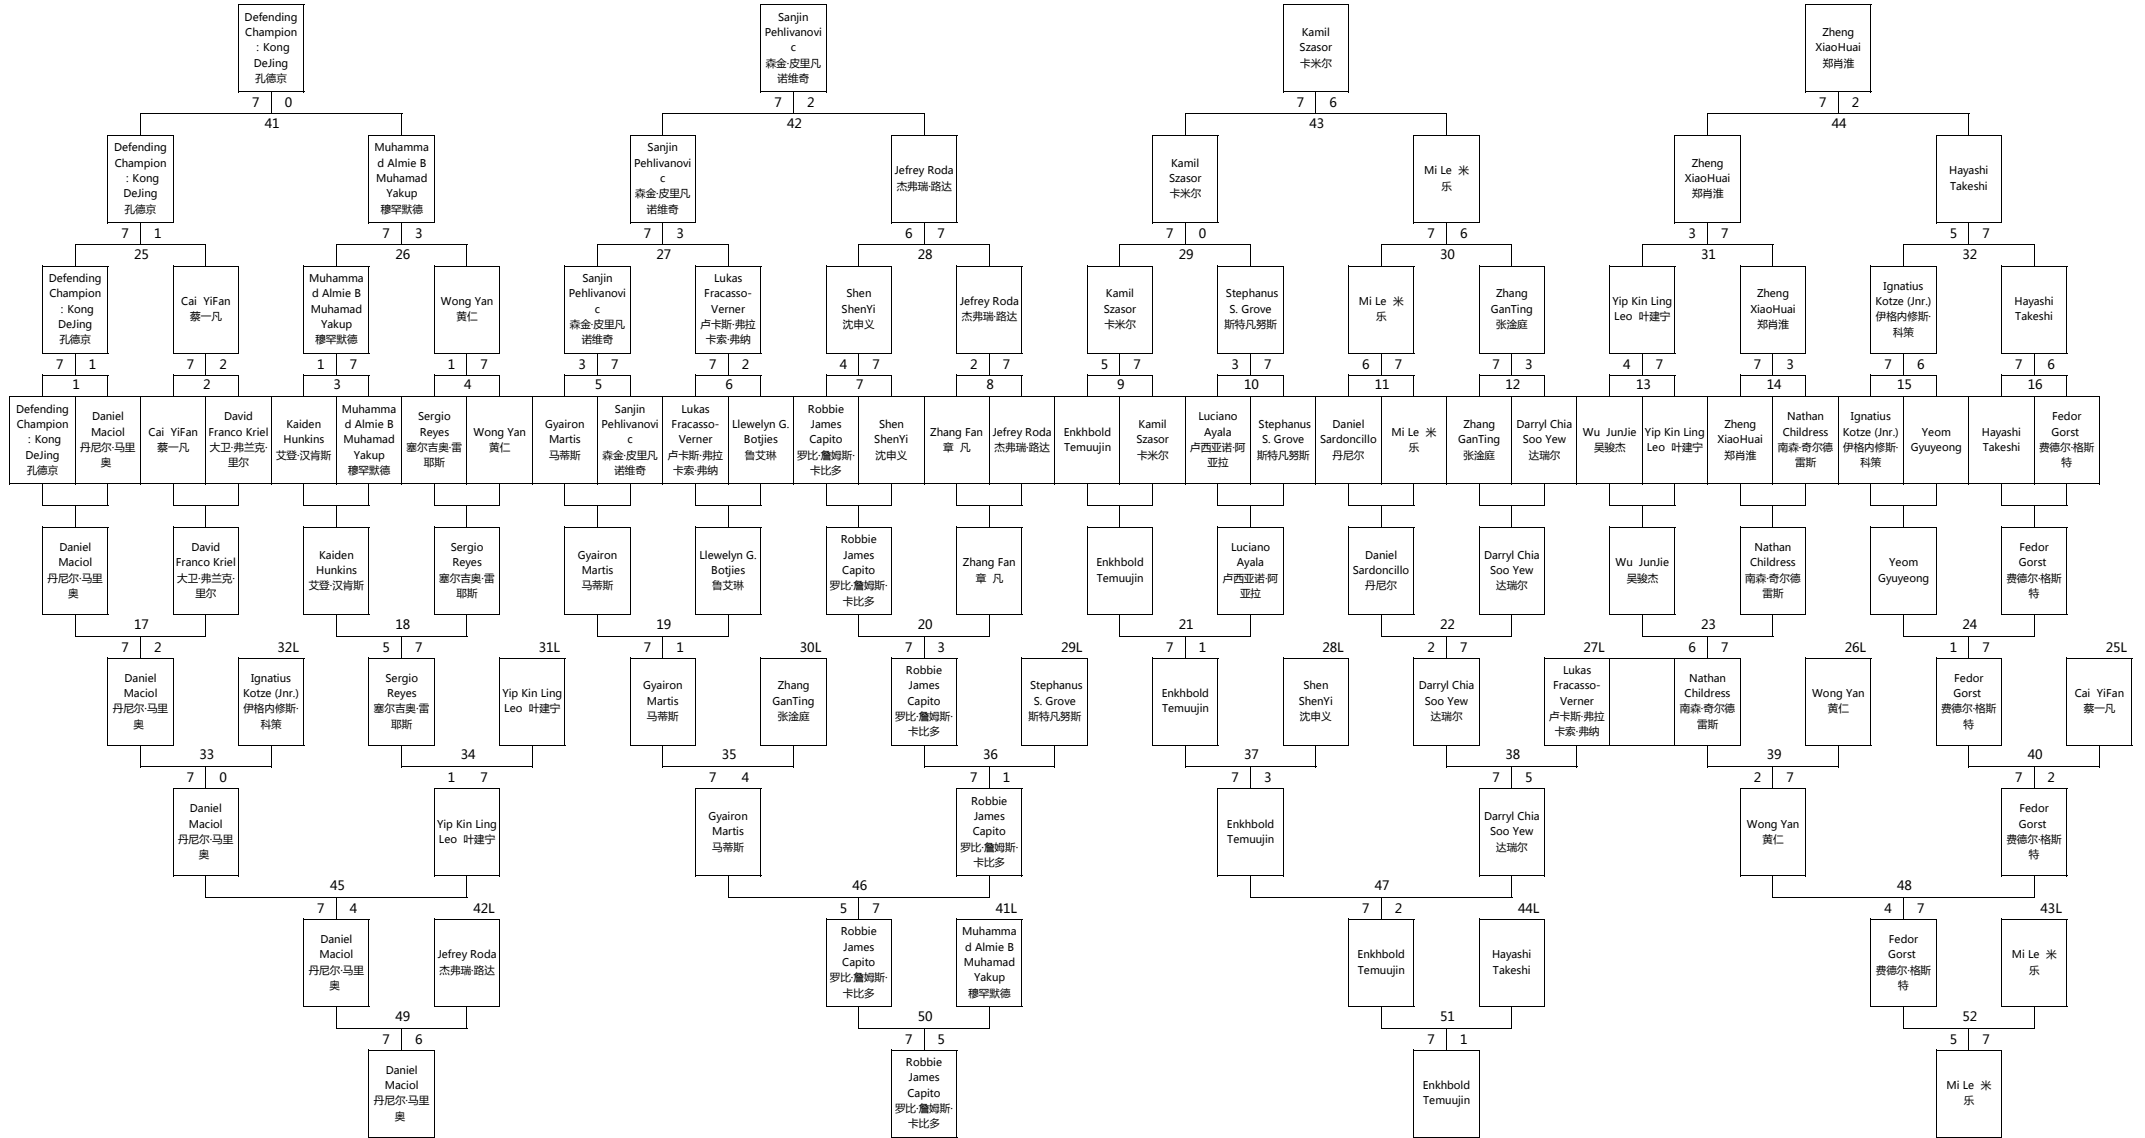 Defending
Champion
: Kong
DeJing
孔德京
Sanjin
Pehlivanovi
c
森金·皮里凡
诺维奇
Kamil
Szasor
卡米尔
Zheng
XiaoHuai
郑肖淮
7 0
7 2
7 6
7 2
41
42
43
44
Defending
Champion
: Kong
DeJing
孔德京
Muhamma
d Almie B
Muhamad
Yakup
穆罕默德
Sanjin
Pehlivanovi
c
森金·皮里凡
诺维奇
Jefrey Roda
杰弗瑞·路达
Kamil
Szasor
卡米尔
Mi Le 米
乐
Zheng
XiaoHuai
郑肖淮
Hayashi
Takeshi
7 1
7 3
7 3
6 7
7 0
7 6
3 7
5 7
25
26
27
28
29
30
31
32
Defending
Champion
: Kong
DeJing
孔德京
Cai YiFan
蔡一凡
Muhamma
d Almie B
Muhamad
Yakup
穆罕默德
Wong Yan
黄仁
Sanjin
Pehlivanovi
c
森金·皮里凡
诺维奇
Lukas
Fracasso-
Verner
卢卡斯·弗拉
卡索·弗纳
Shen
ShenYi
沈申义
Jefrey Roda
杰弗瑞·路达
Kamil
Szasor
卡米尔
Stephanus
S. Grove
斯特凡努斯
Mi Le 米
乐
Zhang
GanTing
张淦庭
Yip Kin Ling
Leo 叶建宁
Zheng
XiaoHuai
郑肖淮
Ignatius
Kotze (Jnr.)
伊格内修斯·
科策
Hayashi
Takeshi
7 1
7 2
1 7
1 7
3 7
7 2
4 7
2 7
5 7
3 7
6 7
7 3
4 7
7 3
7 6
7 6
1
2
3
4
5
6
7
8
9
10
11
12
13
14
15
16
Defending
Champion
: Kong
DeJing
孔德京
Daniel
Maciol
丹尼尔·马里
奥
Cai YiFan
蔡一凡
David
Franco Kriel
大卫·弗兰克·
里尔
Kaiden
Hunkins
艾登·汉肯斯
Muhamma
d Almie B
Muhamad
Yakup
穆罕默德
Sergio
Reyes
塞尔吉奥·雷
耶斯
Wong Yan
黄仁
Gyairon
Martis
马蒂斯
Sanjin
Pehlivanovi
c
森金·皮里凡
诺维奇
Lukas
Fracasso-
Verner
卢卡斯·弗拉
卡索·弗纳
Llewelyn G.
Botjies
鲁艾琳
Robbie
James
Capito
罗比·詹姆斯·
卡比多
Shen
ShenYi
沈申义
Zhang Fan
章 凡
Jefrey Roda
杰弗瑞·路达
Enkhbold
Temuujin
Kamil
Szasor
卡米尔
Luciano
Ayala
卢西亚诺·阿
亚拉
Stephanus
S. Grove
斯特凡努斯
Daniel
Sardoncillo
丹尼尔
Mi Le 米
乐
Zhang
GanTing
张淦庭
Darryl Chia
Soo Yew
达瑞尔
Wu JunJie
吴骏杰
Yip Kin Ling
Leo 叶建宁
Zheng
XiaoHuai
郑肖淮
Nathan
Childress
南森·奇尔德
雷斯
Ignatius
Kotze (Jnr.)
伊格内修斯·
科策
Yeom
Gyuyeong
Hayashi
Takeshi
Fedor
Gorst
费德尔·格斯
特
Daniel
Maciol
丹尼尔·马里
奥
David
Franco Kriel
大卫·弗兰克·
里尔
Kaiden
Hunkins
艾登·汉肯斯
Sergio
Reyes
塞尔吉奥·雷
耶斯
Gyairon
Martis
马蒂斯
Llewelyn G.
Botjies
鲁艾琳
Robbie
James
Capito
罗比·詹姆斯·
卡比多
Zhang Fan
章 凡
Enkhbold
Temuujin
Luciano
Ayala
卢西亚诺·阿
亚拉
Daniel
Sardoncillo
丹尼尔
Darryl Chia
Soo Yew
达瑞尔
Wu JunJie
吴骏杰
Nathan
Childress
南森·奇尔德
雷斯
Yeom
Gyuyeong
Fedor
Gorst
费德尔·格斯
特
17
18
19
20
21
22
23
24
7 2
32L
5 7
31L
7 1
30L
7 3
29L
7 1
28L
2 7
27L
6 7
26L
1 7
25L
Daniel
Maciol
丹尼尔·马里
奥
Ignatius
Kotze (Jnr.)
伊格内修斯·
科策
Sergio
Reyes
塞尔吉奥·雷
耶斯
Yip Kin Ling
Leo 叶建宁
Gyairon
Martis
马蒂斯
Zhang
GanTing
张淦庭
Robbie
James
Capito
罗比·詹姆斯·
卡比多
Stephanus
S. Grove
斯特凡努斯
Enkhbold
Temuujin
Shen
ShenYi
沈申义
Darryl Chia
Soo Yew
达瑞尔
Lukas
Fracasso-
Verner
卢卡斯·弗拉
卡索·弗纳
Nathan
Childress
南森·奇尔德
雷斯
Wong Yan
黄仁
Fedor
Gorst
费德尔·格斯
特
Cai YiFan
蔡一凡
33
34
35
36
37
38
39
40
7 0
1 7
7 4
7 1
7 3
7 5
2 7
7 2
Daniel
Maciol
丹尼尔·马里
奥
Yip Kin Ling
Leo 叶建宁
Gyairon
Martis
马蒂斯
Robbie
James
Capito
罗比·詹姆斯·
卡比多
Enkhbold
Temuujin
Darryl Chia
Soo Yew
达瑞尔
Wong Yan
黄仁
Fedor
Gorst
费德尔·格斯
特
45
46
47
48
7 4
42L
5 7
41L
7 2
44L
4 7
43L
Daniel
Maciol
丹尼尔·马里
奥
Jefrey Roda
杰弗瑞·路达
Robbie
James
Capito
罗比·詹姆斯·
卡比多
Muhamma
d Almie B
Muhamad
Yakup
穆罕默德
Enkhbold
Temuujin
Hayashi
Takeshi
Fedor
Gorst
费德尔·格斯
特
Mi Le 米
乐
49
50
51
52
7 6
7 5
7 1
5 7
Daniel
Maciol
丹尼尔·马里
奥
Robbie
James
Capito
罗比·詹姆斯·
卡比多
Enkhbold
Temuujin
Mi Le 米
乐